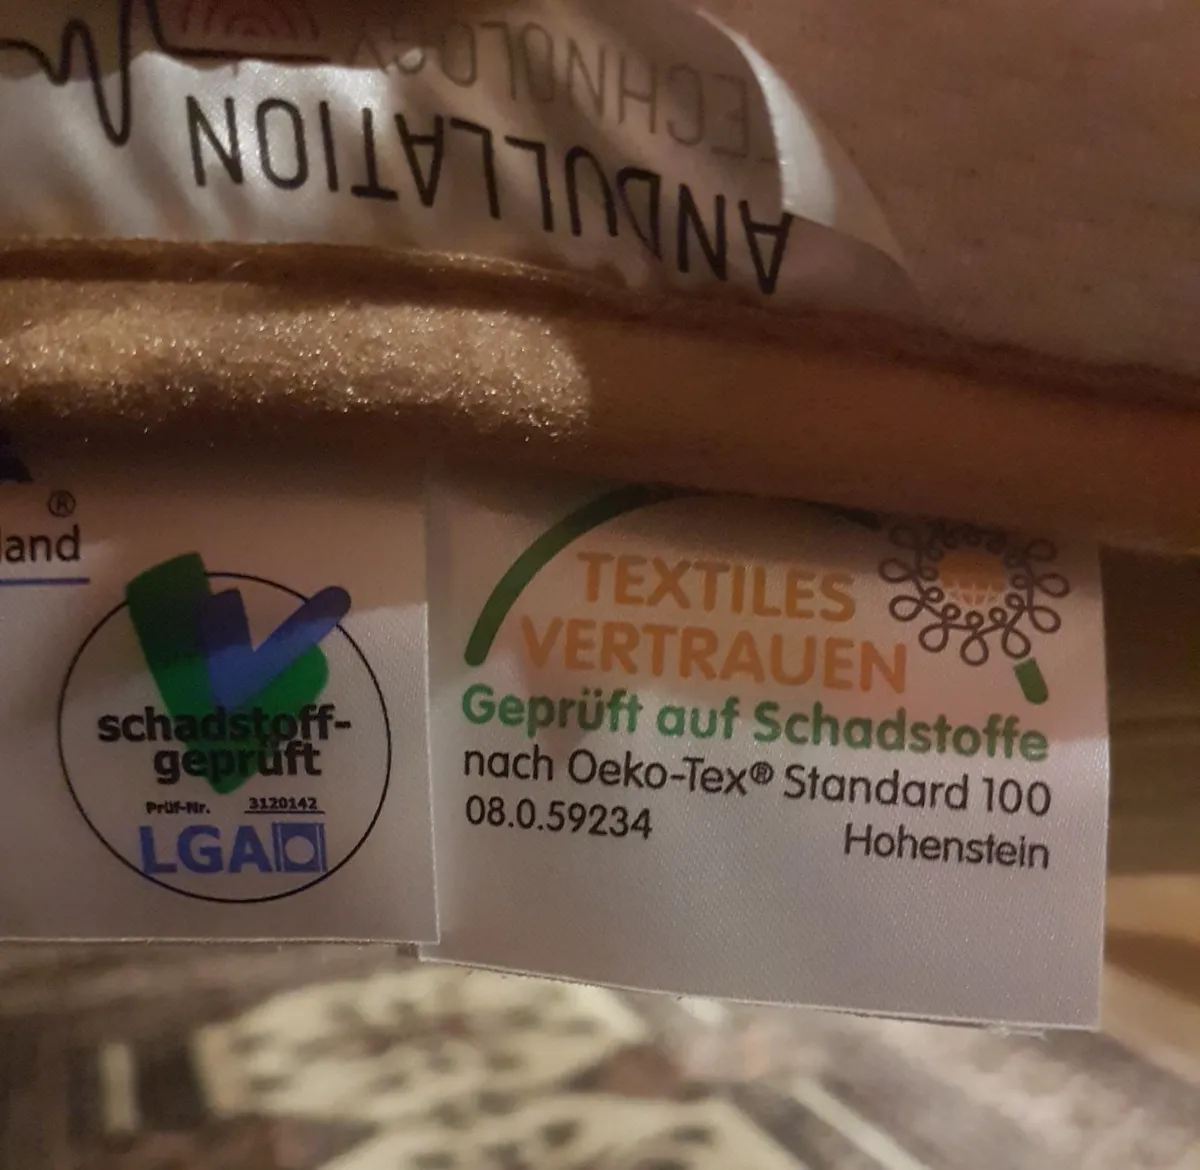 ANDULLATION
TECHNOLOGY
®
land
schadstoff-
geprüft
Prüf-Nr. 3120142
LGA
TEXTILES
VERTRAUEN
Geprüft auf Schadstoffe
nach Oeko-Tex® Standard 100
08.0.59234 Hohenstein